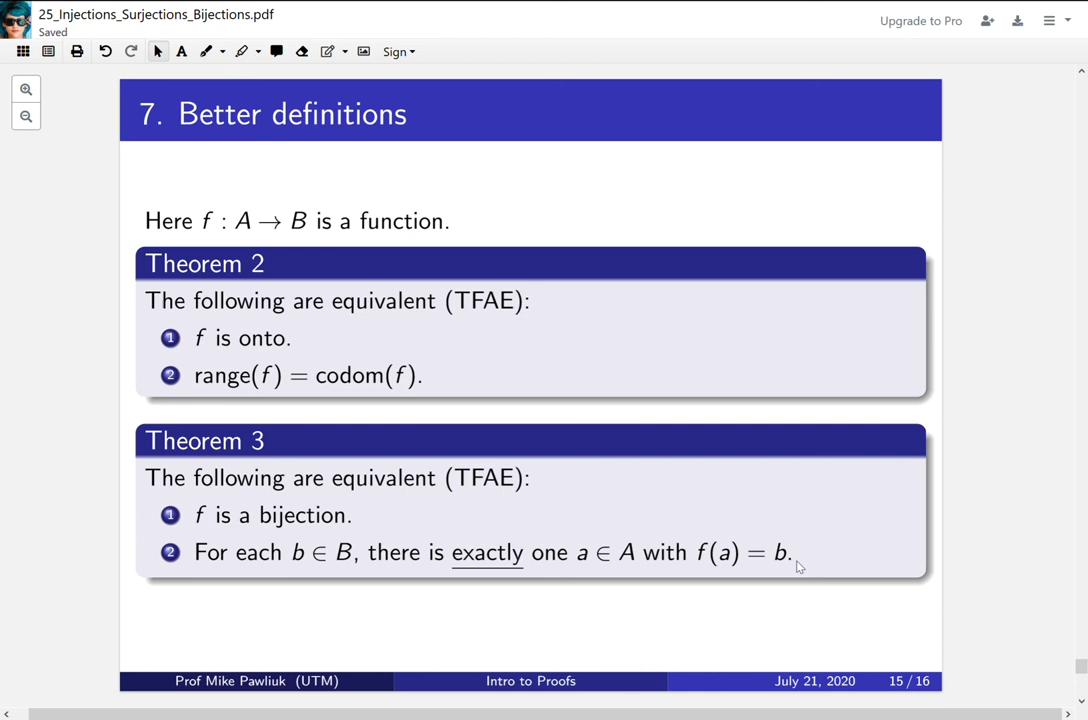 25_Injections_Surjections_Bijections.pdf
Saved
Upgrade to Pro
A
Sign
7. Better definitions
Here f : A → B is a function.
Theorem 2
The following are equivalent (TFAE):
1 f is onto.
2 range(f) = codom(f).
Theorem 3
The following are equivalent (TFAE):
1 f is a bijection.
2 For each b ∈ B, there is exactly one a ∈ A with f(a) = b.
Prof Mike Pawliuk (UTM) Intro to Proofs July 21, 2020 15 / 16